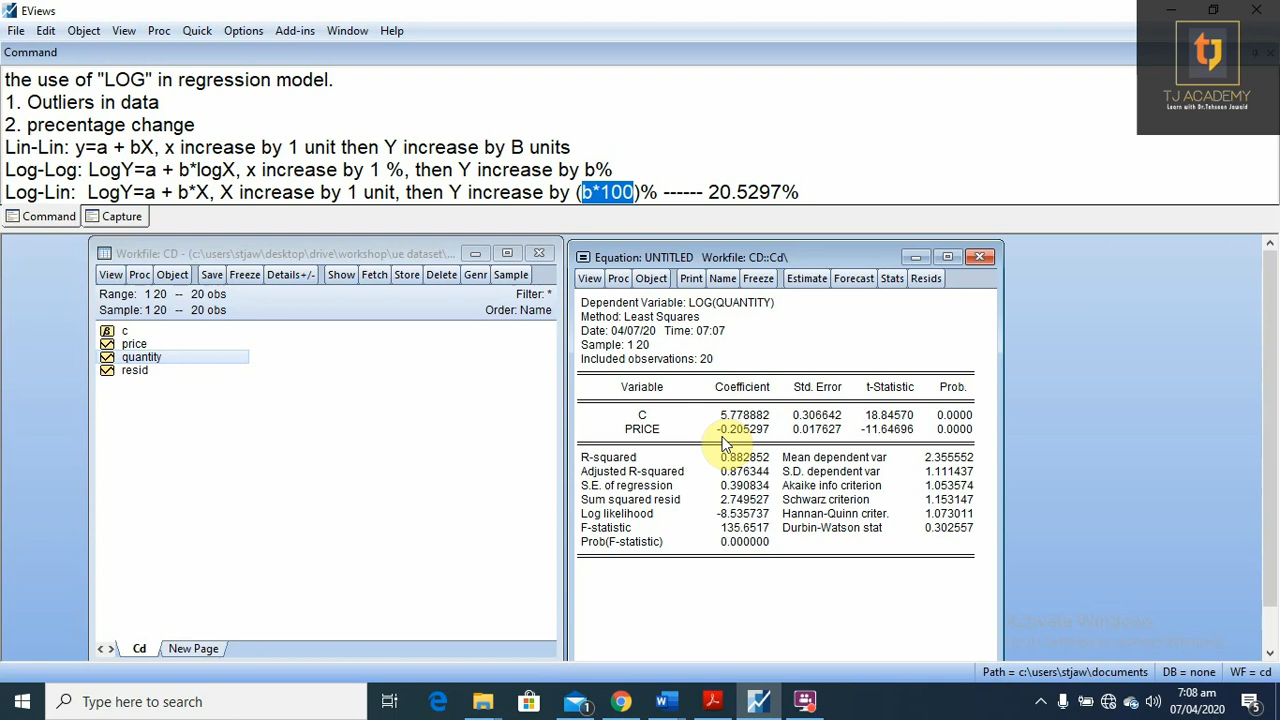 EViews
File Edit Object View Proc Quick Options Add-ins Window Help
Command
the use of "LOG" in regression model.
1. Outliers in data
2. precentage change
Lin-Lin: y=a + bX, x increase by 1 unit then Y increase by B units
Log-Log: LogY=a + b*logX, x increase by 1 %, then Y increase by b%
Log-Lin: LogY=a + b*X, X increase by 1 unit, then Y increase by (b*100)% ------ 20.5297%
TJ ACADEMY
Learn with Dr.Tehseen Jawaid
Command Capture
Workfile: CD - (c:\users\stjaw\desktop\drive\workshop\ue dataset\...
View Proc Object Save Freeze Details+/- Show Fetch Store Delete Genr Sample
Range: 1 20 -- 20 obs Filter: *
Sample: 1 20 -- 20 obs Order: Name
c
price
quantity
resid
Cd New Page
Equation: UNTITLED Workfile: CD::Cd\
View Proc Object Print Name Freeze Estimate Forecast Stats Resids
Dependent Variable: LOG(QUANTITY)
Method: Least Squares
Date: 04/07/20 Time: 07:07
Sample: 1 20
Included observations: 20
Variable Coefficient Std. Error t-Statistic Prob.
C 5.778882 0.306642 18.84570 0.0000
PRICE -0.205297 0.017627 -11.64696 0.0000
R-squared 0.882852 Mean dependent var 2.355552
Adjusted R-squared 0.876344 S.D. dependent var 1.111437
S.E. of regression 0.390834 Akaike info criterion 1.053574
Sum squared resid 2.749527 Schwarz criterion 1.153147
Log likelihood -8.535737 Hannan-Quinn criter. 1.073011
F-statistic 135.6517 Durbin-Watson stat 0.302557
Prob(F-statistic) 0.000000
Activate Windows
Path = c:\users\stjaw\documents DB = none WF = cd
Type here to search
1
7:08 am
07/04/2020
5